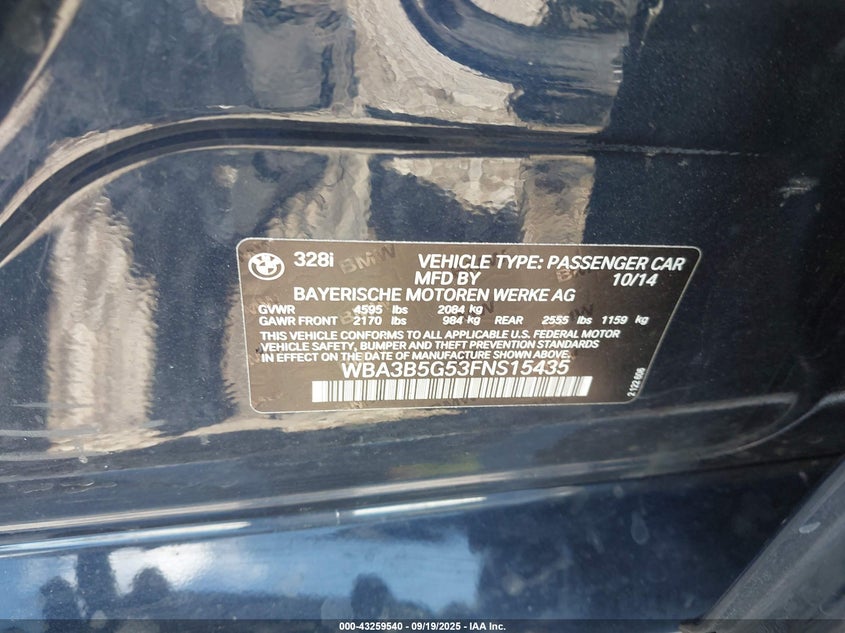 328i VEHICLE TYPE: PASSENGER CAR
MFD BY 10/14
BAYERISCHE MOTOREN WERKE AG
GVWR 4595 lbs 2084 kg
GAWR FRONT 2170 lbs 984 kg REAR 2555 lbs 1159 kg
THIS VEHICLE CONFORMS TO ALL APPLICABLE U.S. FEDERAL MOTOR
VEHICLE SAFETY, BUMPER AND THEFT PREVENTION STANDARDS
IN EFFECT ON THE DATE OF MANUFACTURE SHOWN ABOVE.
WBA3B5G53FNS15435
2 122 606
000-43259540 - 09/19/2025 - IAA Inc.